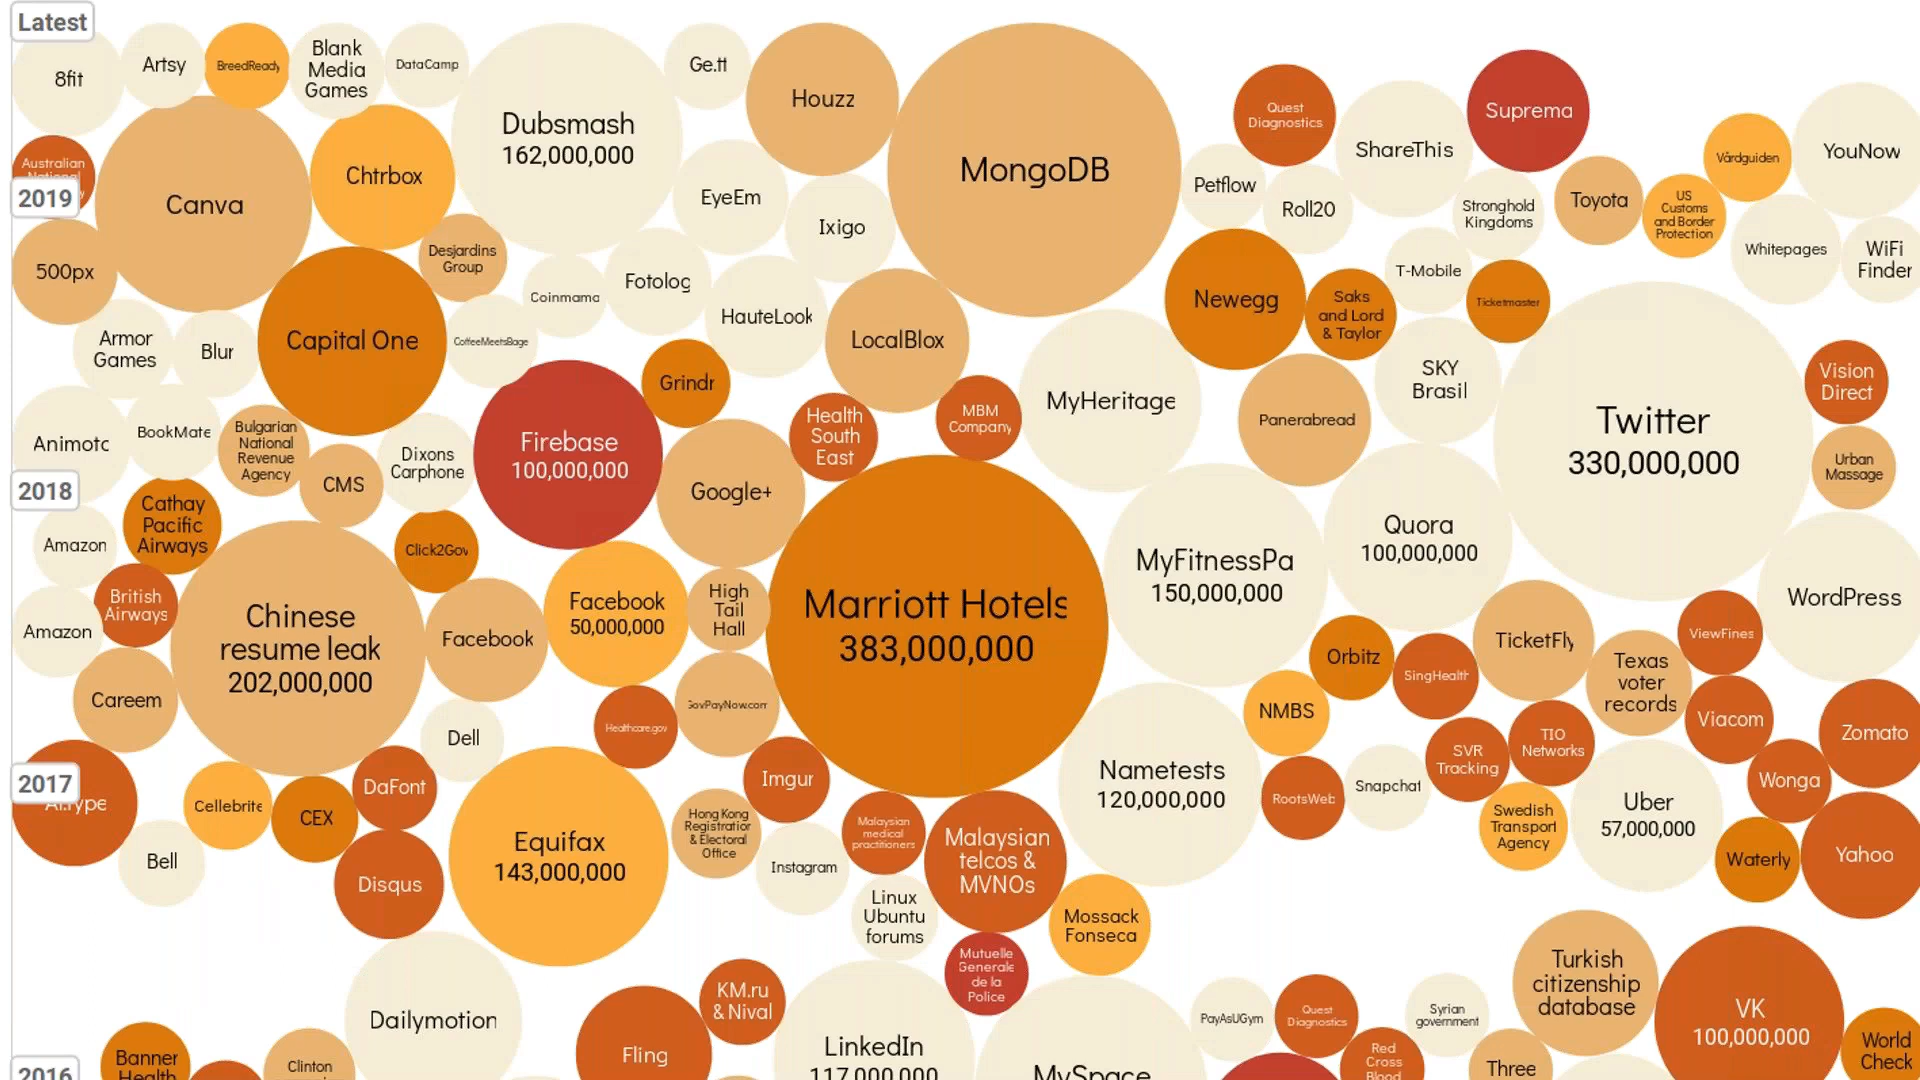 Latest
8fit
Artsy
BreedReady
Blank
Media
Games
DataCamp
Dubsmash
162,000,000
Ge.tt
Houzz
MongoDB
Quest
Diagnostics
ShareThis
Suprema
Vårdguiden
YouNow
Australian
National
2019
Canva
Chtrbox
EyeEm
Ixigo
Petflow
Roll20
Stronghold
Kingdoms
Toyota
US
Customs
and Border
Protection
Whitepages
WiFi
Finder
500px
Desjardins
Group
Coinmama
Fotolog
HauteLook
Newegg
Saks
and Lord
& Taylor
T-Mobile
Ticketmaster
Armor
Games
Blur
Capital One
CoffeeMeetsBage
Grindr
LocalBlox
MyHeritage
Panerabread
SKY
Brasil
Twitter
330,000,000
Vision
Direct
Animoto
BookMate
Bulgarian
National
Revenue
Agency
CMS
Dixons
Carphone
Firebase
100,000,000
Google+
Health
South
East
MBM
Company
Urban
Massage
2018
Amazon
Cathay
Pacific
Airways
Click2Gov
Marriott Hotels
383,000,000
MyFitnessPa
150,000,000
Quora
100,000,000
WordPress
Amazon
British
Airways
Chinese
resume leak
202,000,000
Facebook
Facebook
50,000,000
High
Tail
Hall
Orbitz
SingHealth
TicketFly
Texas
voter
records
ViewFines
Careem
Dell
Healthcare.gov
GovPayNow.com
NMBS
Viacom
Zomato
2017
Ai.type
Cellebrite
CEX
DaFont
Imgur
Nametests
120,000,000
RootsWeb
Snapchat
SVR
Tracking
TIO
Networks
Wonga
Bell
Disqus
Equifax
143,000,000
Hong Kong
Registration
& Electoral
Office
Instagram
Malaysian
medical
practitioners
Malaysian
telcos &
MVNOs
Swedish
Transport
Agency
Uber
57,000,000
Waterly
Yahoo
Linux
Ubuntu
forums
Mossack
Fonseca
Mutuelle
Generale
de la
Police
Dailymotion
KM.ru
& Nival
PayAsUGym
Quest
Diagnostics
Syrian
government
Turkish
citizenship
database
VK
100,000,000
2016
Banner
Health
Clinton
Fling
LinkedIn
117,000,000
MySpace
Red
Cross
Blood
Three
World
Check